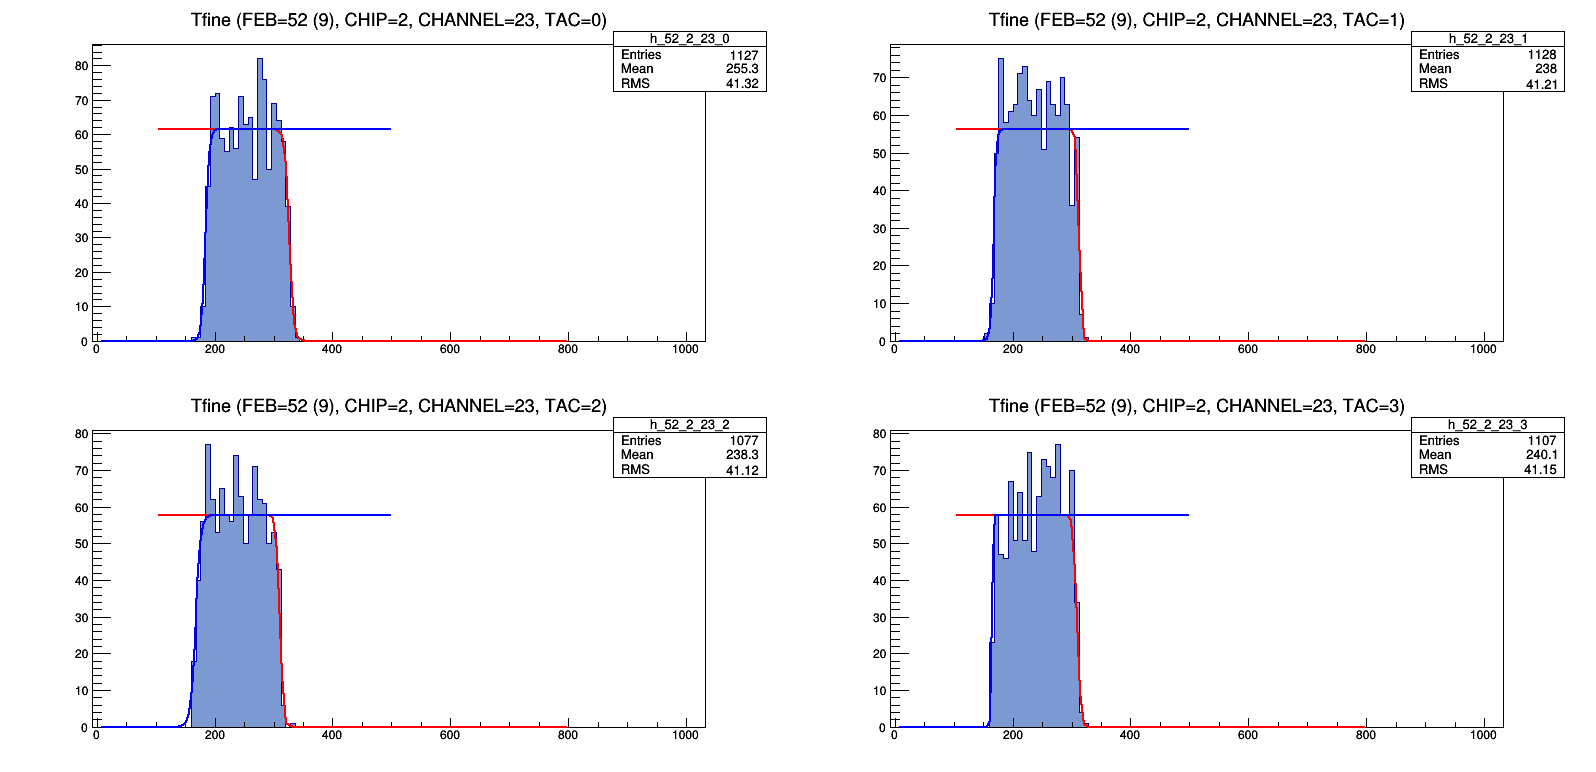 Tfine (FEB=52 (9), CHIP=2, CHANNEL=23, TAC=0)
h_52_2_23_0
Entries 1127
Mean 255.3
RMS 41.32
80
70
60
50
40
30
20
10
0
0 200 400 600 800 1000
Tfine (FEB=52 (9), CHIP=2, CHANNEL=23, TAC=1)
h_52_2_23_1
Entries 1128
Mean 238
RMS 41.21
70
60
50
40
30
20
10
0
0 200 400 600 800 1000
Tfine (FEB=52 (9), CHIP=2, CHANNEL=23, TAC=2)
h_52_2_23_2
Entries 1077
Mean 238.3
RMS 41.12
80
70
60
50
40
30
20
10
0
0 200 400 600 800 1000
Tfine (FEB=52 (9), CHIP=2, CHANNEL=23, TAC=3)
h_52_2_23_3
Entries 1107
Mean 240.1
RMS 41.15
80
70
60
50
40
30
20
10
0
0 200 400 600 800 1000